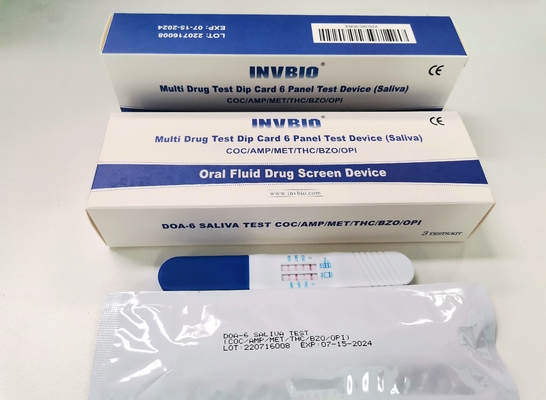 LOT: 220716008
EXP: 07-15-2024
INVBIO®
CE
Multi Drug Test Dip Card 6 Panel Test Device (Saliva)
COC/AMP/MET/THC/BZO/OPI
INVBIO®
CE
Multi Drug Test Dip Card 6 Panel Test Device (Saliva)
COC/AMP/MET/THC/BZO/OPI
Oral Fluid Drug Screen Device
www.invbio.com
DOA-6 SALIVA TEST COC/AMP/MET/THC/BZO/OPI
3 TESTS/KIT
DOA-6 SALIVA TEST
(COC/AMP/MET/THC/BZO/OPI)
LOT:220716008 EXP:07-15-2024